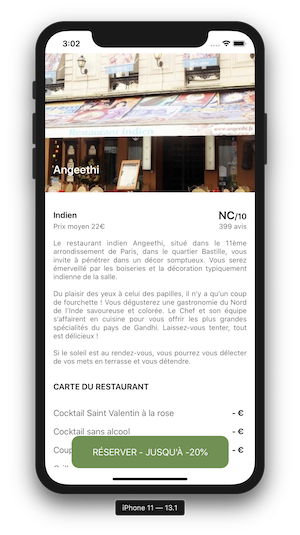 3:02
Restaurant Indien
www.angeethi.fr
Angeethi
Indien
NC/10
Prix moyen 22€
399 avis
Le restaurant indien Angeethi, situé dans le 11ème
arrondissement de Paris, dans le quartier Bastille, vous
invite à pénétrer dans un décor somptueux. Vous serez
émerveillé par les boiseries et la décoration typiquement
indienne de la salle.
Du plaisir des yeux à celui des papilles, il n'y a qu'un coup
de fourchette ! Vous dégusterez une gastronomie du Nord
de l'Inde savoureuse et colorée. Le Chef et son équipe
s'affairent en cuisine pour vous offrir les plus grandes
spécialités du pays de Gandhi. Laissez-vous tenter, tout
est délicieux !
Si le soleil est au rendez-vous, vous pourrez vous délecter
de vos mets en terrasse et vous détendre.
CARTE DU RESTAURANT
Cocktail Saint Valentin à la rose - €
Cocktail sans alcool - €
Coup - €
RÉSERVER - JUSQU'À -20%
iPhone 11 — 13.1